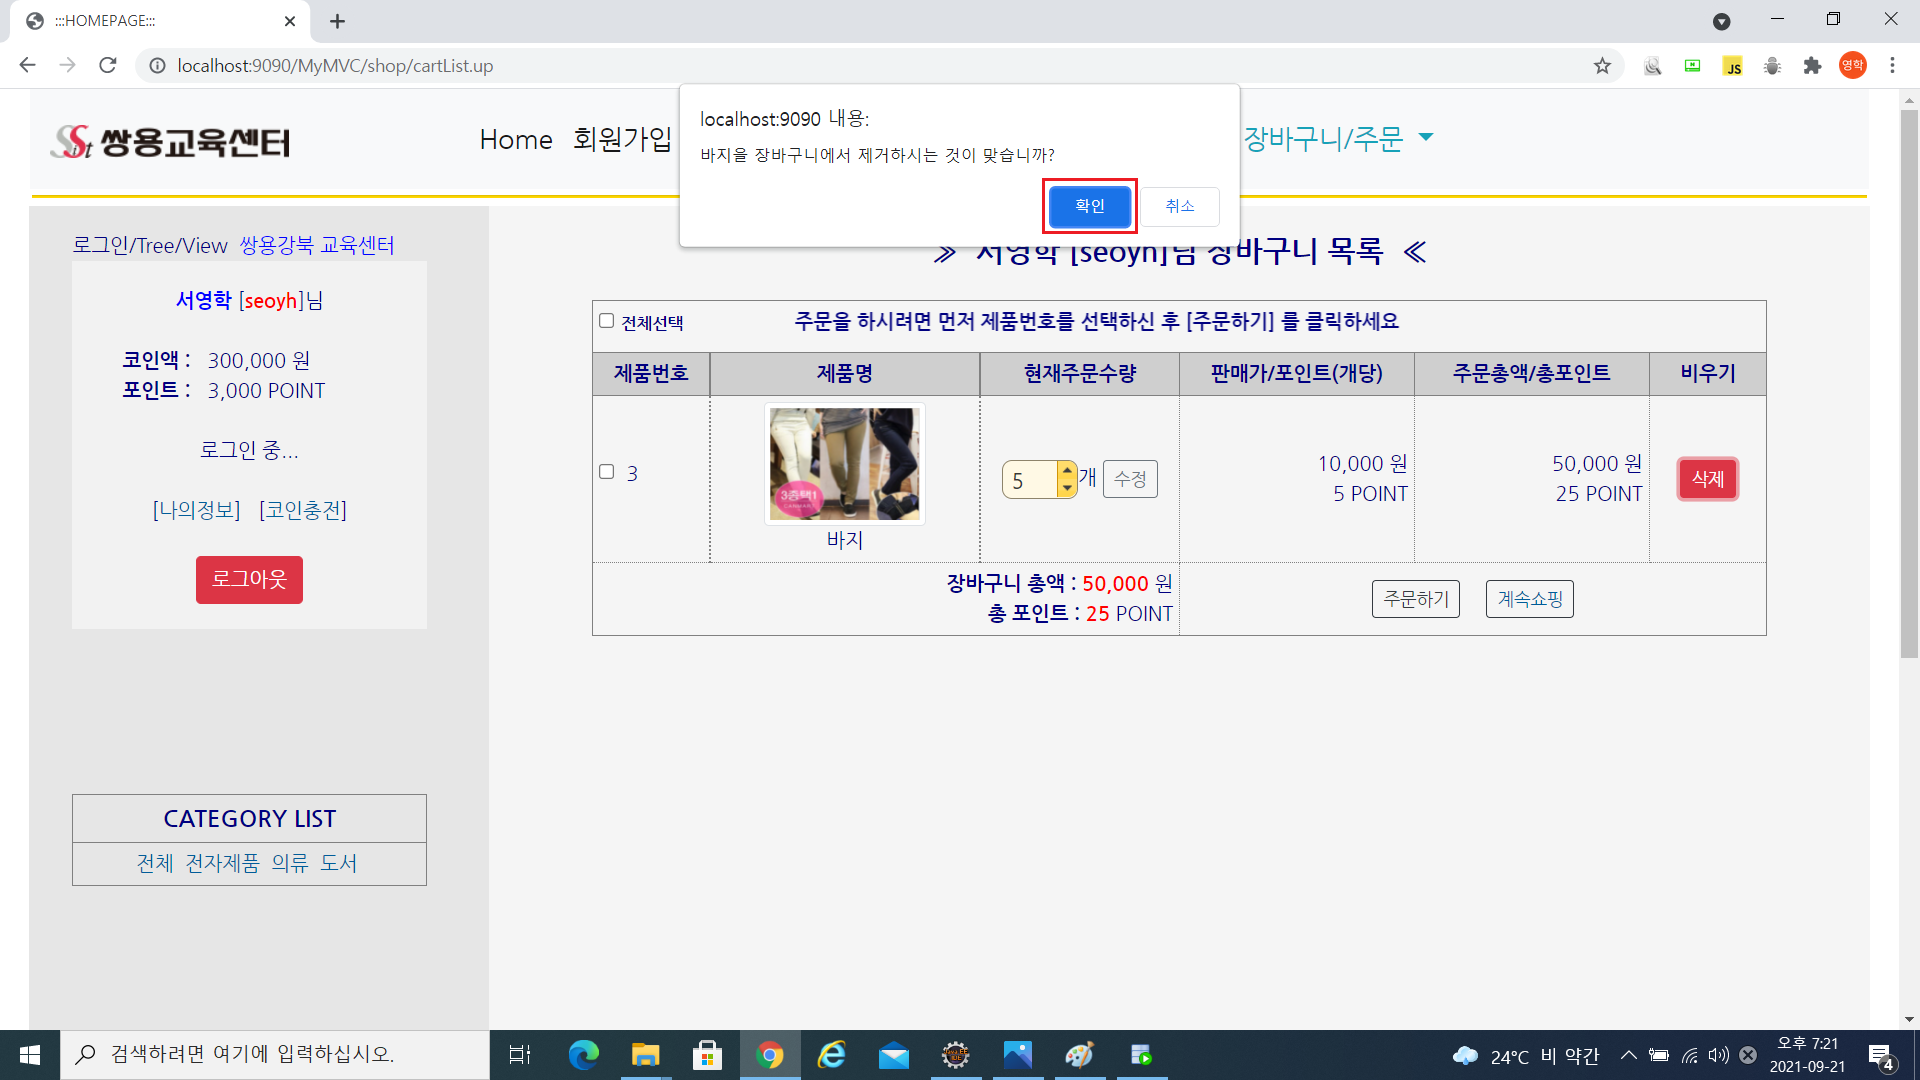 :::HOMEPAGE:::
localhost:9090/MyMVC/shop/cartList.up
JS
영학
localhost:9090 내용:
바지을 장바구니에서 제거하시는 것이 맞습니까?
확인 취소
쌍용교육센터
Home 회원가입 장바구니/주문
로그인/Tree/View 쌍용강북 교육센터
서영학 [seoyh]님
코인액 : 300,000 원
포인트 : 3,000 POINT
로그인 중...
[나의정보] [코인충전]
로그아웃
CATEGORY LIST
전체 전자제품 의류 도서
≫ 서영학 [seoyh]님 장바구니 목록 ≪
전체선택 주문을 하시려면 먼저 제품번호를 선택하신 후 [주문하기] 를 클릭하세요
제품번호 제품명 현재주문수량 판매가/포인트(개당) 주문총액/총포인트 비우기
3 5 개 수정 10,000 원 50,000 원 삭제
5 POINT 25 POINT
3종택1
바지
장바구니 총액 : 50,000 원
총 포인트 : 25 POINT
주문하기 계속쇼핑
검색하려면 여기에 입력하십시오.
24°C 비 약간
오후 7:21
2021-09-21
4